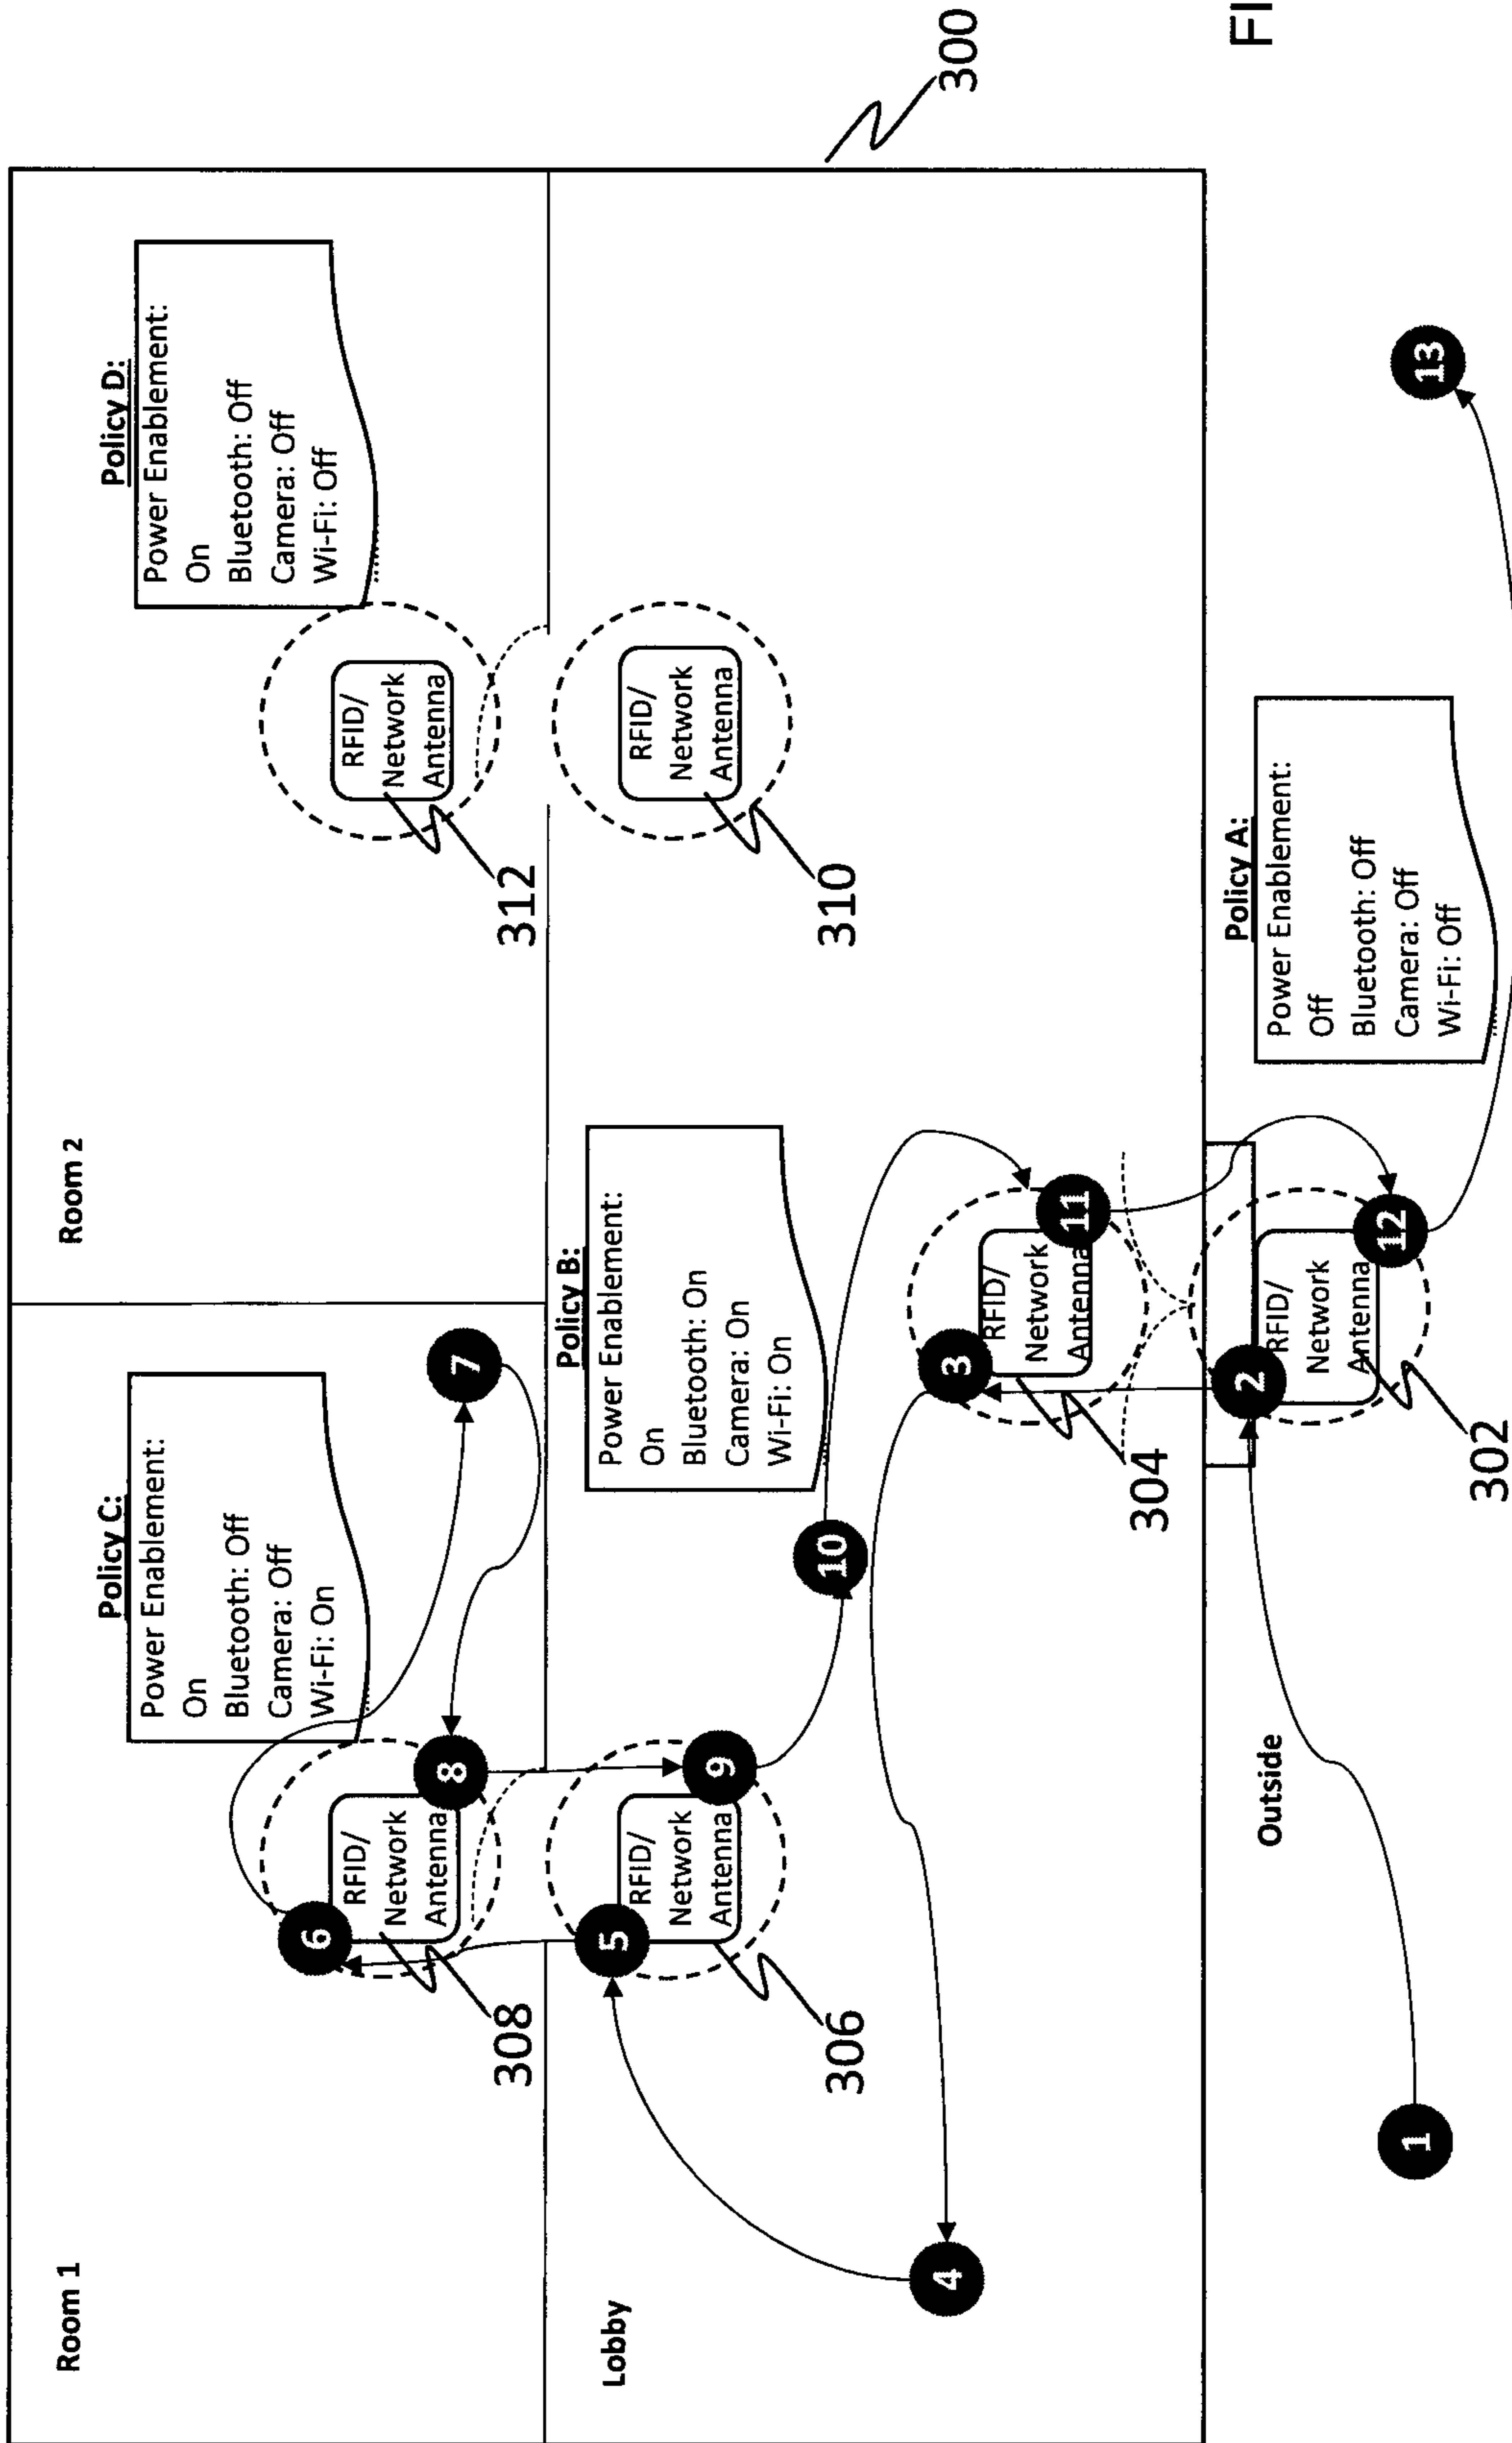 Room 1
Room 2
Policy C:
Power Enablement:
On
Bluetooth: Off
Camera: Off
Wi-Fi: On
Policy D:
Power Enablement:
On
Bluetooth: Off
Camera: Off
Wi-Fi: Off
6
RFID/
Network
Antenna
8
7
308
RFID/
Network
Antenna
312
Lobby
5
RFID/
Network
Antenna
9
306
Policy B:
Power Enablement:
On
Bluetooth: On
Camera: On
Wi-Fi: On
RFID/
Network
Antenna
310
10
4
3
RFID/
Network
Antenna
11
304
300
Outside
1
2
RFID/
Network
Antenna
12
302
Policy A:
Power Enablement:
Off
Bluetooth: Off
Camera: Off
Wi-Fi: Off
13
FI